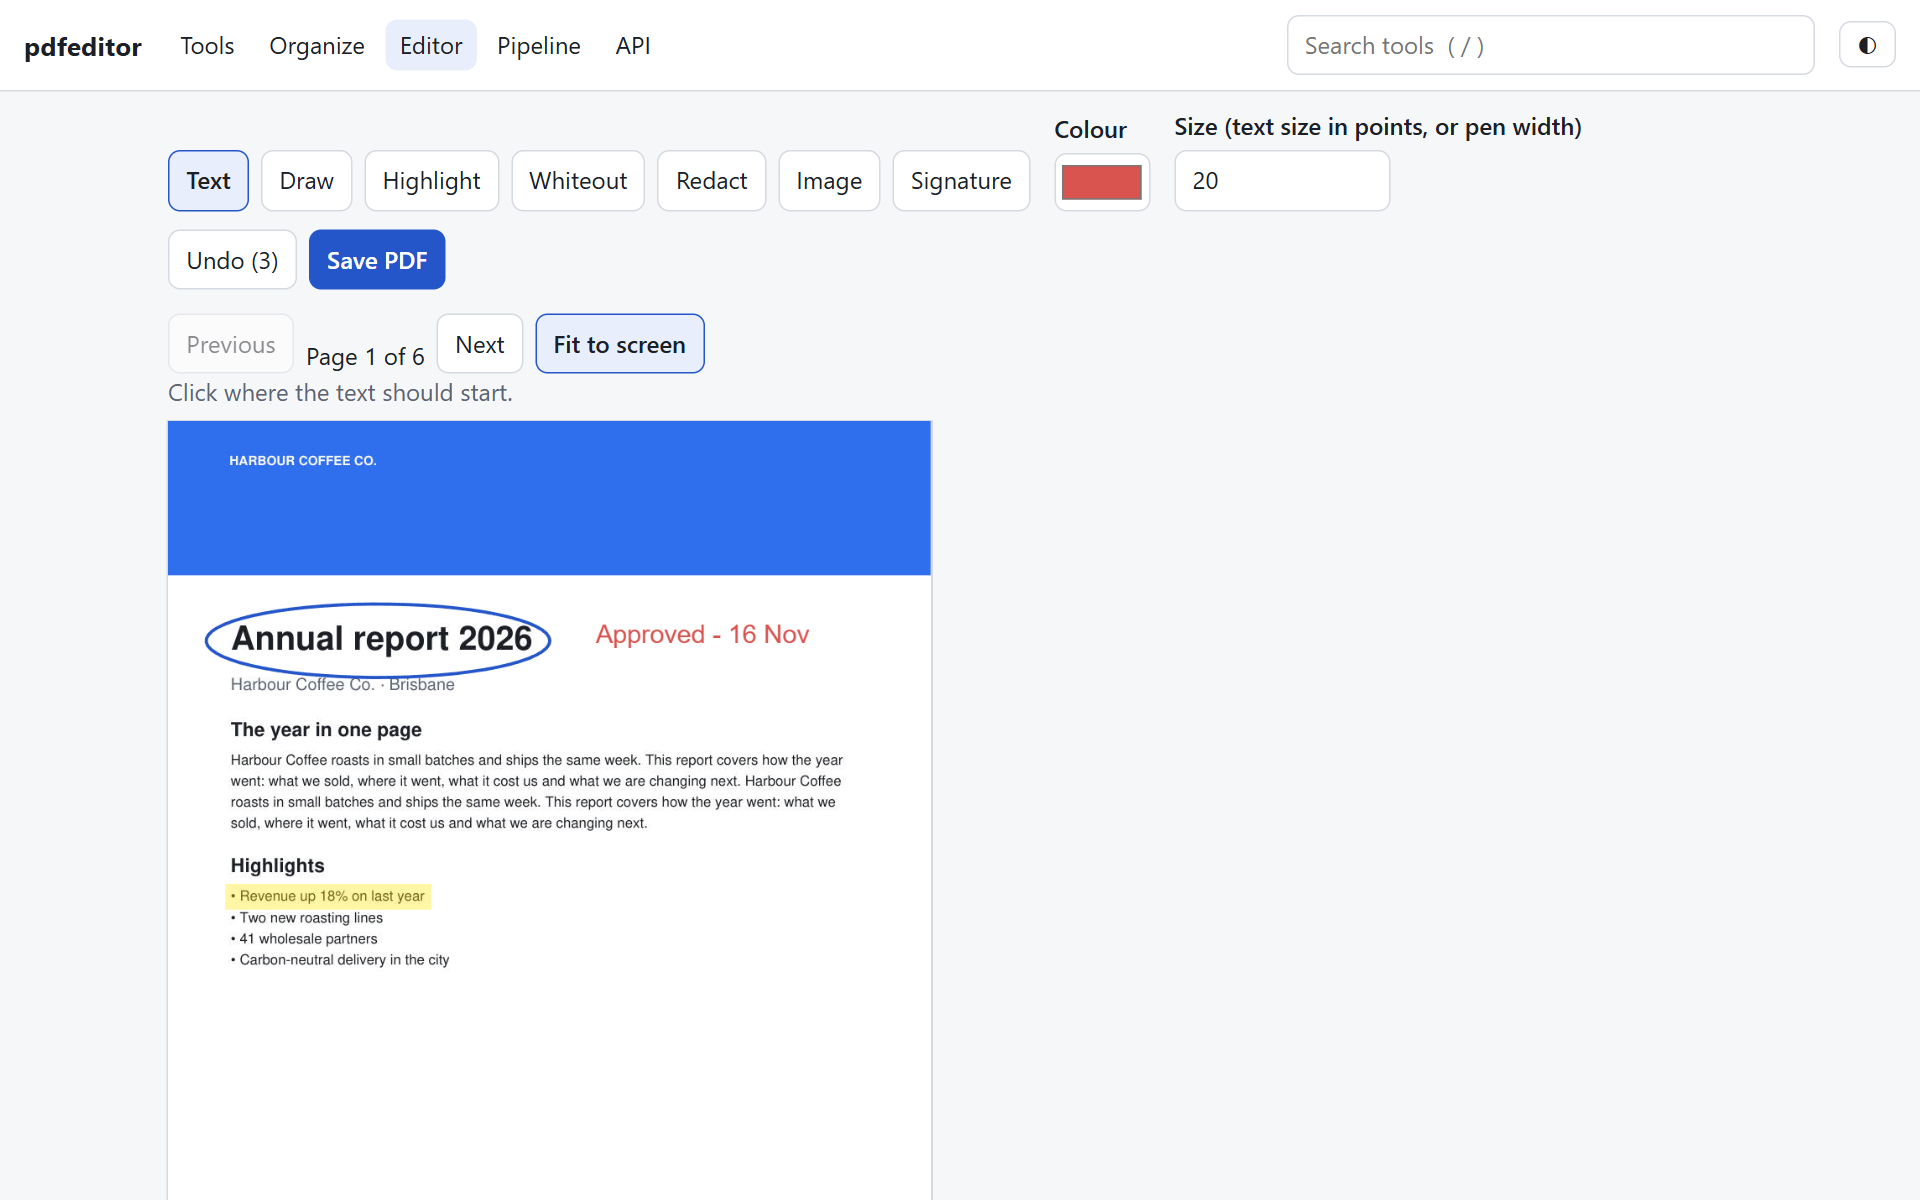 pdfeditor Tools Organize Editor Pipeline API Search tools ( / )
Colour Size (text size in points, or pen width)
Text Draw Highlight Whiteout Redact Image Signature 20
Undo (3) Save PDF
Previous Page 1 of 6 Next Fit to screen
Click where the text should start.
HARBOUR COFFEE CO.
Annual report 2026 Approved - 16 Nov
Harbour Coffee Co. · Brisbane
The year in one page
Harbour Coffee roasts in small batches and ships the same week. This report covers how the year
went: what we sold, where it went, what it cost us and what we are changing next. Harbour Coffee
roasts in small batches and ships the same week. This report covers how the year went: what we
sold, where it went, what it cost us and what we are changing next.
Highlights
• Revenue up 18% on last year
• Two new roasting lines
• 41 wholesale partners
• Carbon-neutral delivery in the city